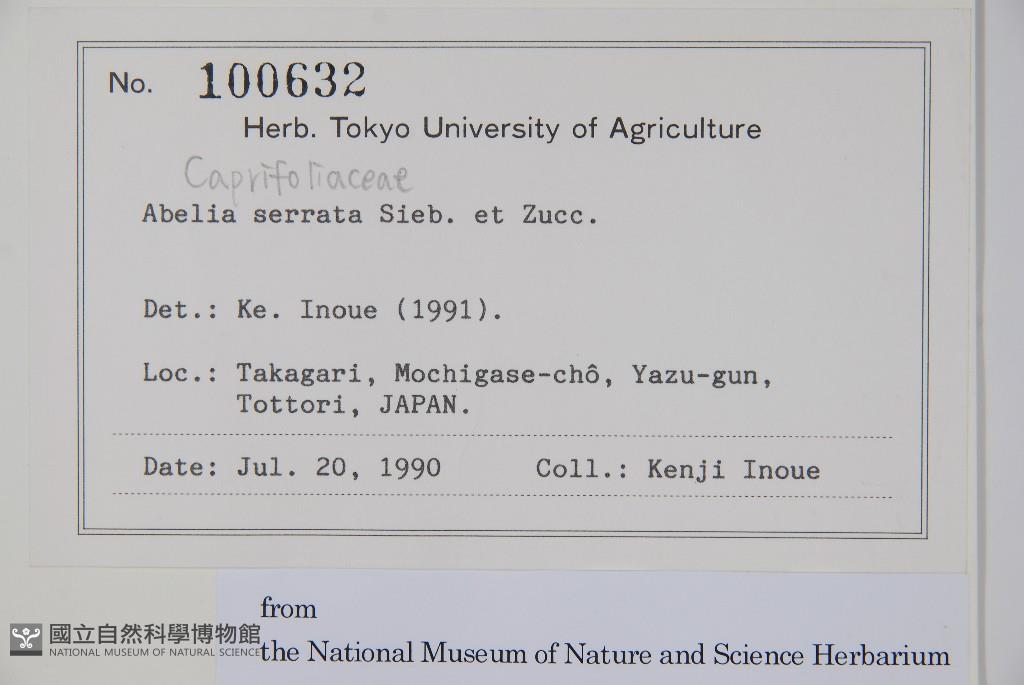 No. 100632
Herb. Tokyo University of Agriculture
Caprifoliaceae
Abelia serrata Sieb. et Zucc.
Det.: Ke. Inoue (1991).
Loc.: Takagari, Mochigase-chô, Yazu-gun,
Tottori, JAPAN.
Date: Jul. 20, 1990 Coll.: Kenji Inoue
from
the National Museum of Nature and Science Herbarium
國立自然科學博物館
NATIONAL MUSEUM OF NATURAL SCIENCE